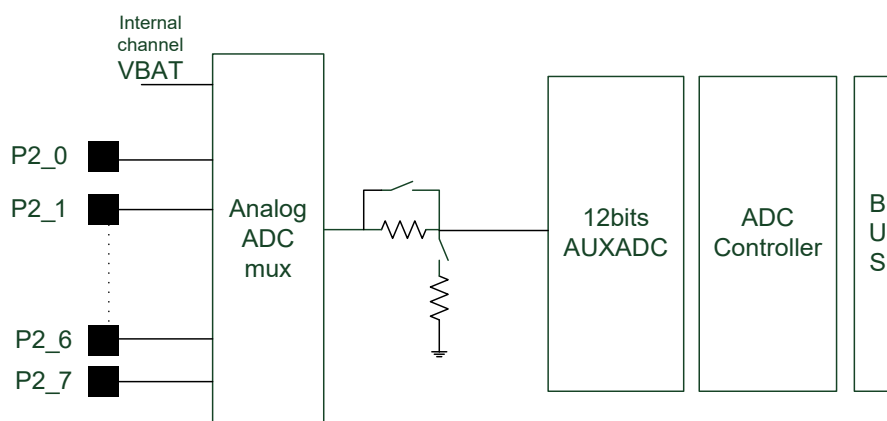 Internal
channel
VBAT
P2_0
P2_1
P2_6
P2_7
Analog
ADC
mux
12bits
AUXADC
ADC
Controller
B
U
S